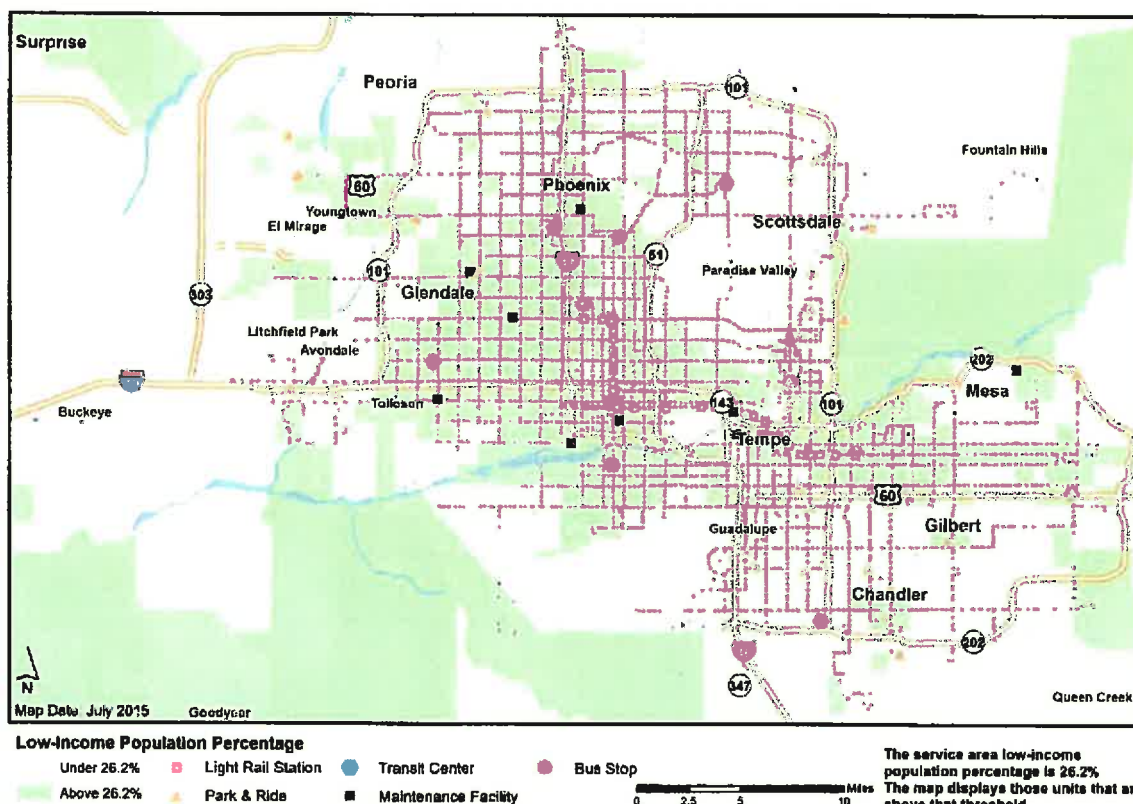 Surprise
Peoria
101
Fountain Hills
Phoenix
60
Youngtown
Scottsdale
El Mirage
51
101
Paradise Valley
303
Glendale
Litchfield Park
Avondale
202
Mesa
Buckeye
Tolleson
143
101
Tempe
60
Guadalupe
Gilbert
Chandler
202
N
347
Queen Creek
Map Date: July 2015
Goodyear
Low-Income Population Percentage
Under 26.2%
Light Rail Station
Transit Center
Bus Stop
Above 26.2%
Park & Ride
Maintenance Facility
0 2.5 5 10 Miles
The service area low-income
population percentage is 26.2%
The map displays those units that
above that threshold